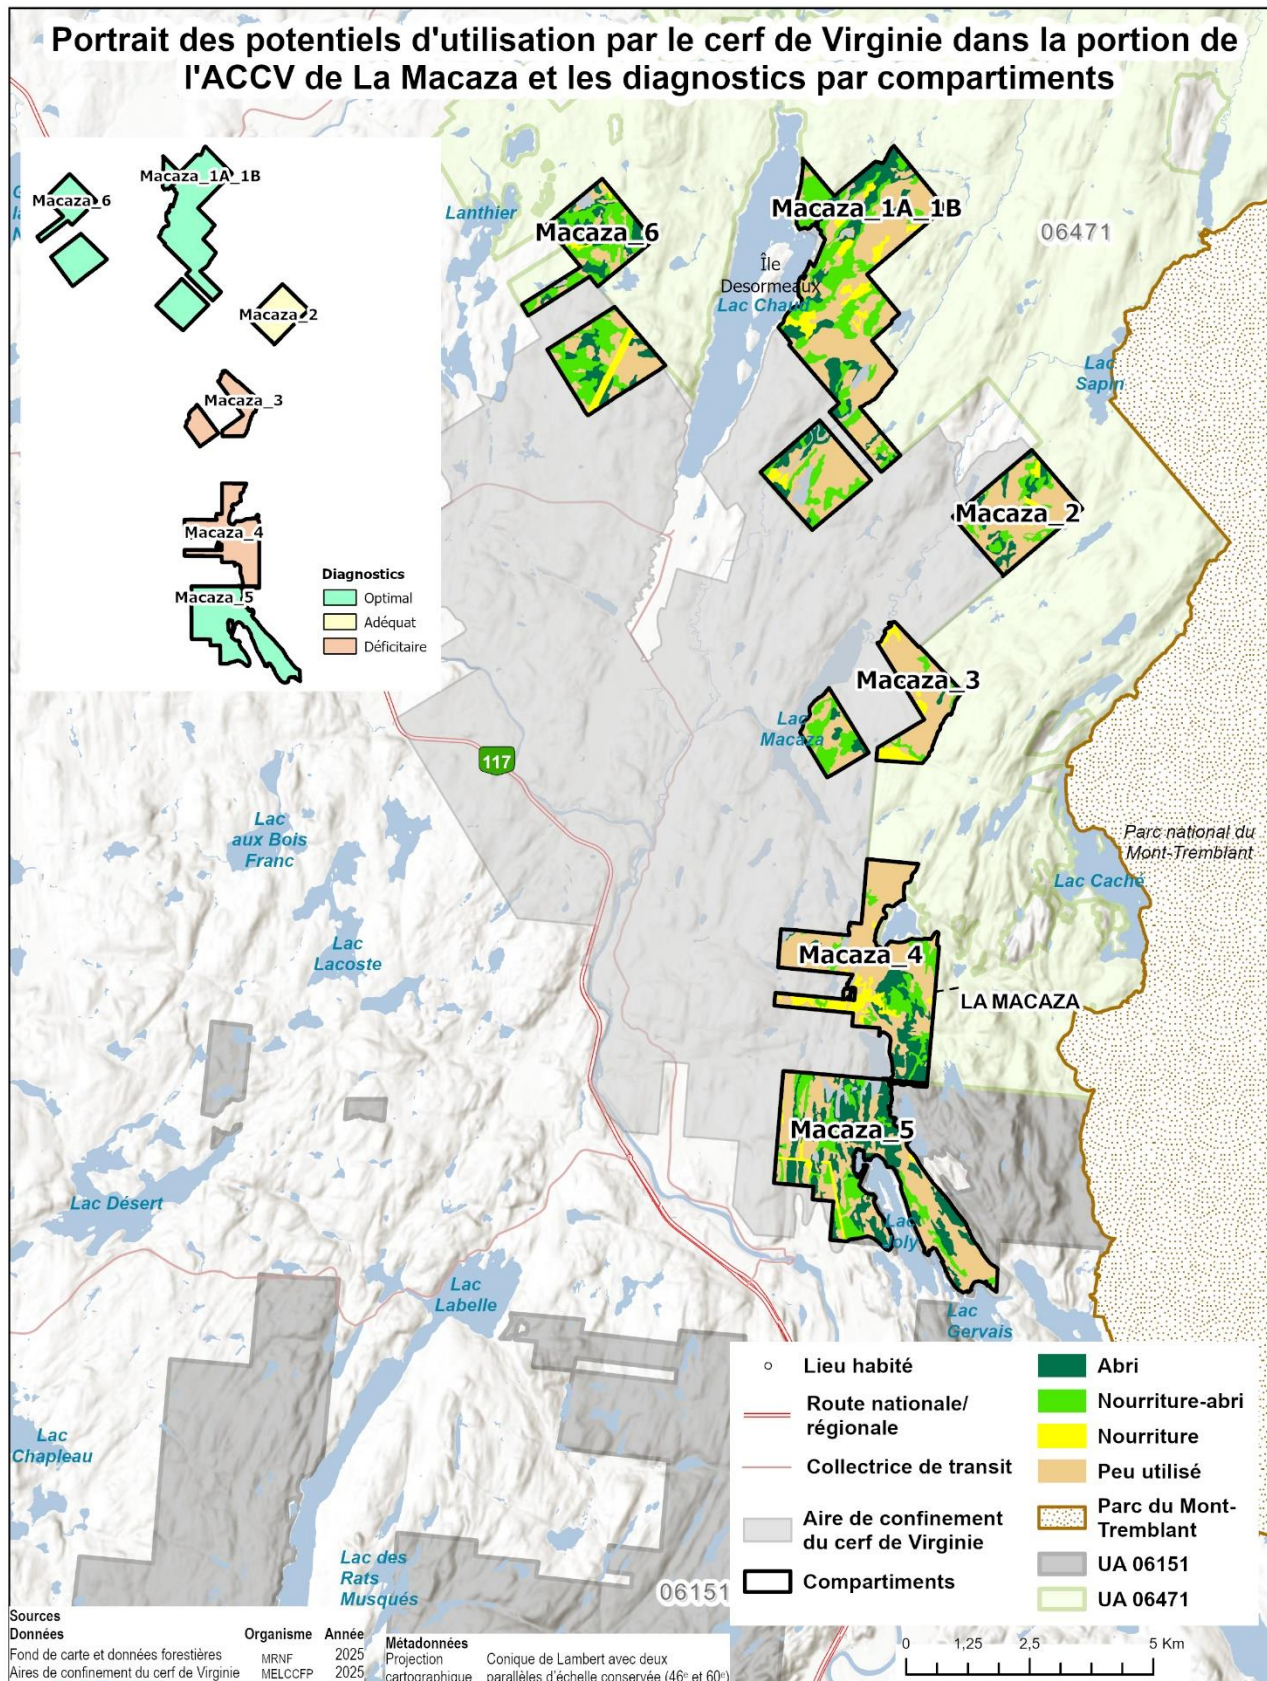 Portrait des potentiels d'utilisation par le cerf de Virginie dans la portion de
l'ACCV de La Macaza et les diagnostics par compartiments
Macaza_6
Macaza_1A_1B
Macaza_2
Macaza_3
Macaza_4
Macaza_5
Diagnostics
Optimal
Adéquat
Déficitaire
Lanthier
Macaza_6
Macaza_1A_1B
06471
Île
Desormeaux
Lac Chaud
Lac
Sapin
Macaza_2
Macaza_3
Lac
Macaza
117
Lac
aux Bois
Franc
Parc national du
Mont-Tremblant
Lac Caché
Lac
Lacoste
Macaza_4
LA MACAZA
Macaza_5
Lac Désert
Lac
Joly
Lac
Labelle
Lac
Gervais
Lac
Chapleau
Lac des
Rats
Musqués
06151
Lieu habité
Route nationale/
régionale
Collectrice de transit
Aire de confinement
du cerf de Virginie
Compartiments
Abri
Nourriture-abri
Nourriture
Peu utilisé
Parc du Mont-
Tremblant
UA 06151
UA 06471
Sources
Données Organisme Année
Fond de carte et données forestières MRNF 2025
Aires de confinement du cerf de Virginie MELCCFP 2025
Métadonnées
Projection Conique de Lambert avec deux
cartographique parallèles d'échelle conservée (46e et 60e)
0 1,25 2,5 5 Km